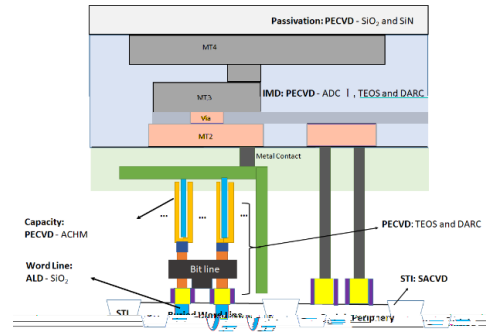 Passivation: PECVD - SiO₂ and SiN
MT4
IMD: PECVD - ADC I , TEOS and DARC
MT3
Via
MT2
Metal Contact
Capacity:
PECVD - ACHM
... ... ...
PECVD: TEOS and DARC
Word Line:
ALD - SiO₂
Bit line
STI: SACVD
STI
Periphery